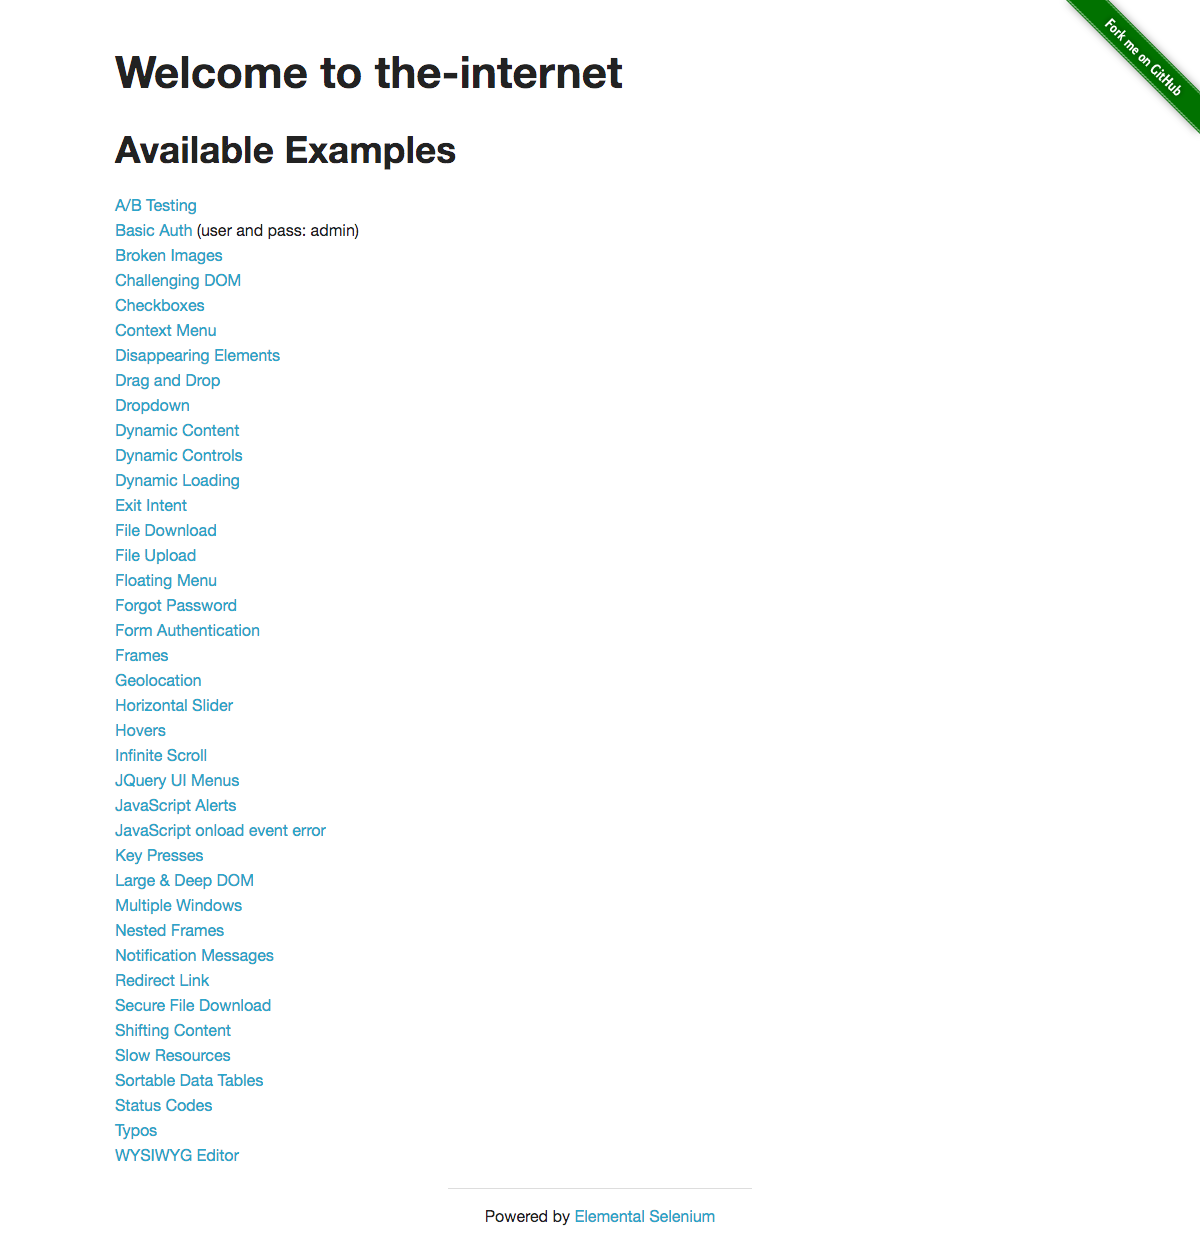 Fork me on GitHub
Welcome to the-internet
Available Examples
A/B Testing
Basic Auth (user and pass: admin)
Broken Images
Challenging DOM
Checkboxes
Context Menu
Disappearing Elements
Drag and Drop
Dropdown
Dynamic Content
Dynamic Controls
Dynamic Loading
Exit Intent
File Download
File Upload
Floating Menu
Forgot Password
Form Authentication
Frames
Geolocation
Horizontal Slider
Hovers
Infinite Scroll
JQuery UI Menus
JavaScript Alerts
JavaScript onload event error
Key Presses
Large & Deep DOM
Multiple Windows
Nested Frames
Notification Messages
Redirect Link
Secure File Download
Shifting Content
Slow Resources
Sortable Data Tables
Status Codes
Typos
WYSIWYG Editor
Powered by Elemental Selenium